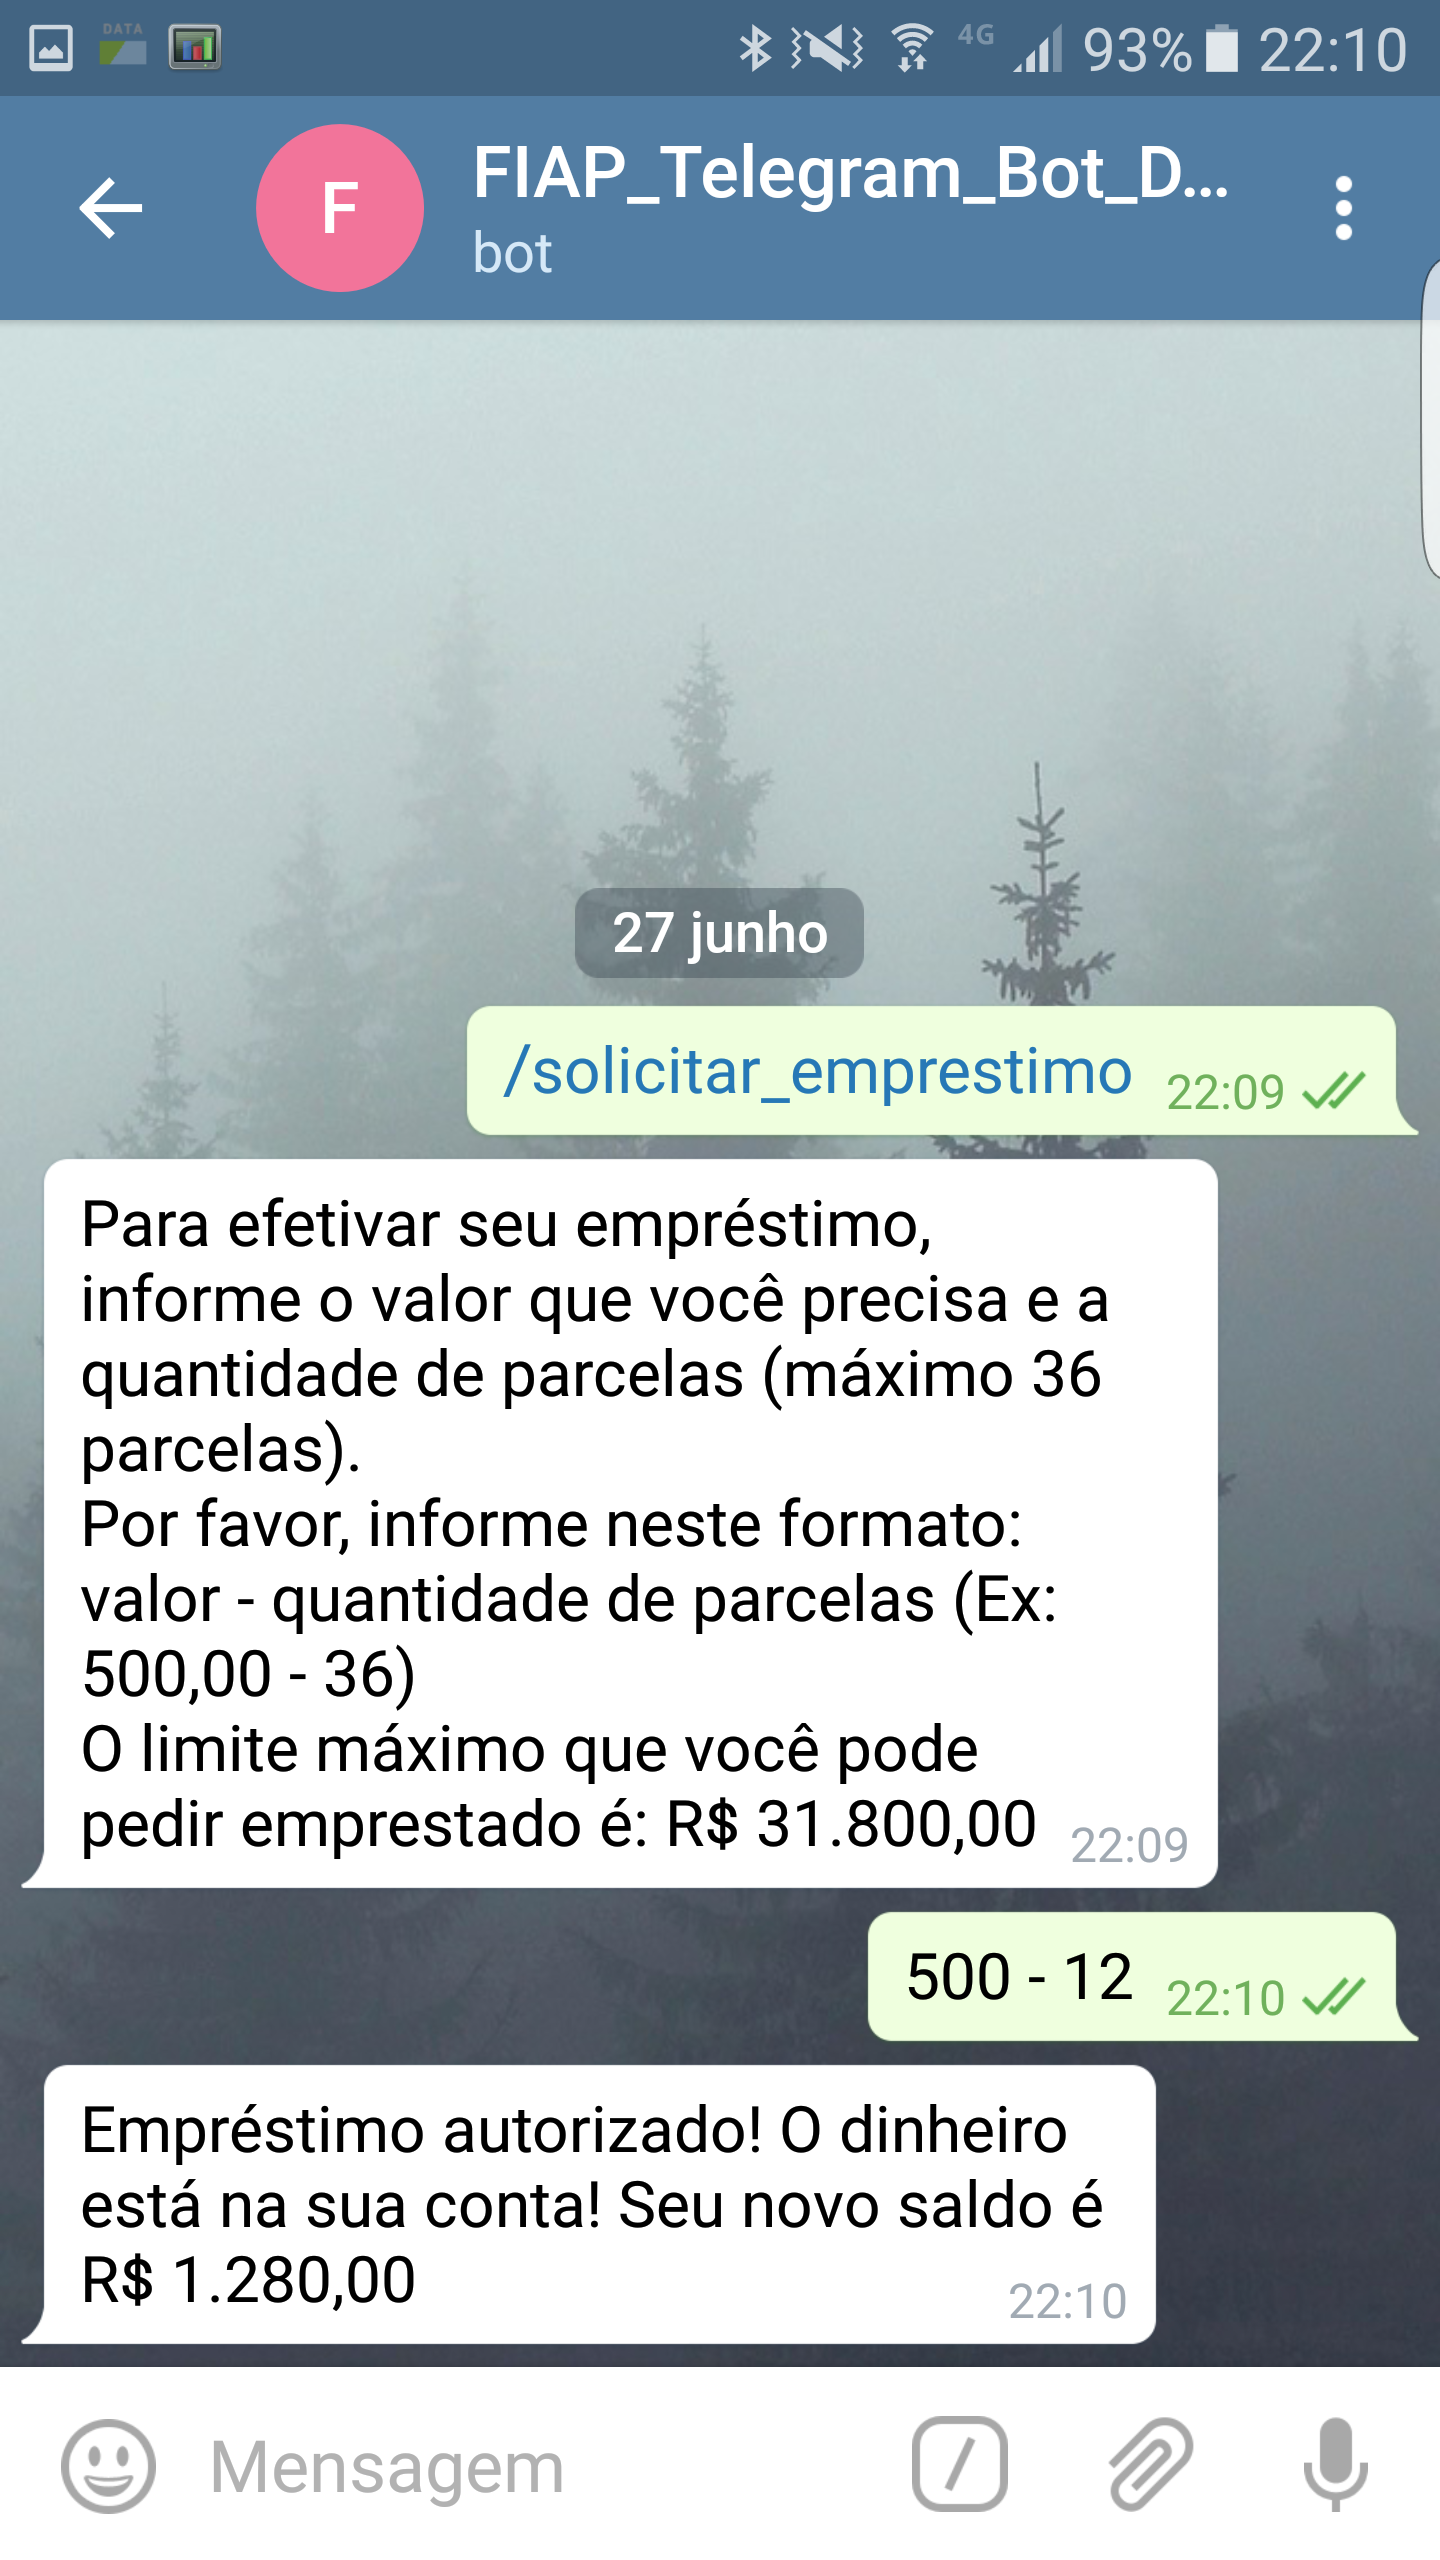 DATA
4G
93%
22:10
F
FIAP_Telegram_Bot_D...
bot
27 junho
/solicitar_emprestimo 22:09
Para efetivar seu empréstimo,
informe o valor que você precisa e a
quantidade de parcelas (máximo 36
parcelas).
Por favor, informe neste formato:
valor - quantidade de parcelas (Ex:
500,00 - 36)
O limite máximo que você pode
pedir emprestado é: R$ 31.800,00 22:09
500 - 12 22:10
Empréstimo autorizado! O dinheiro
está na sua conta! Seu novo saldo é
R$ 1.280,00
22:10
Mensagem